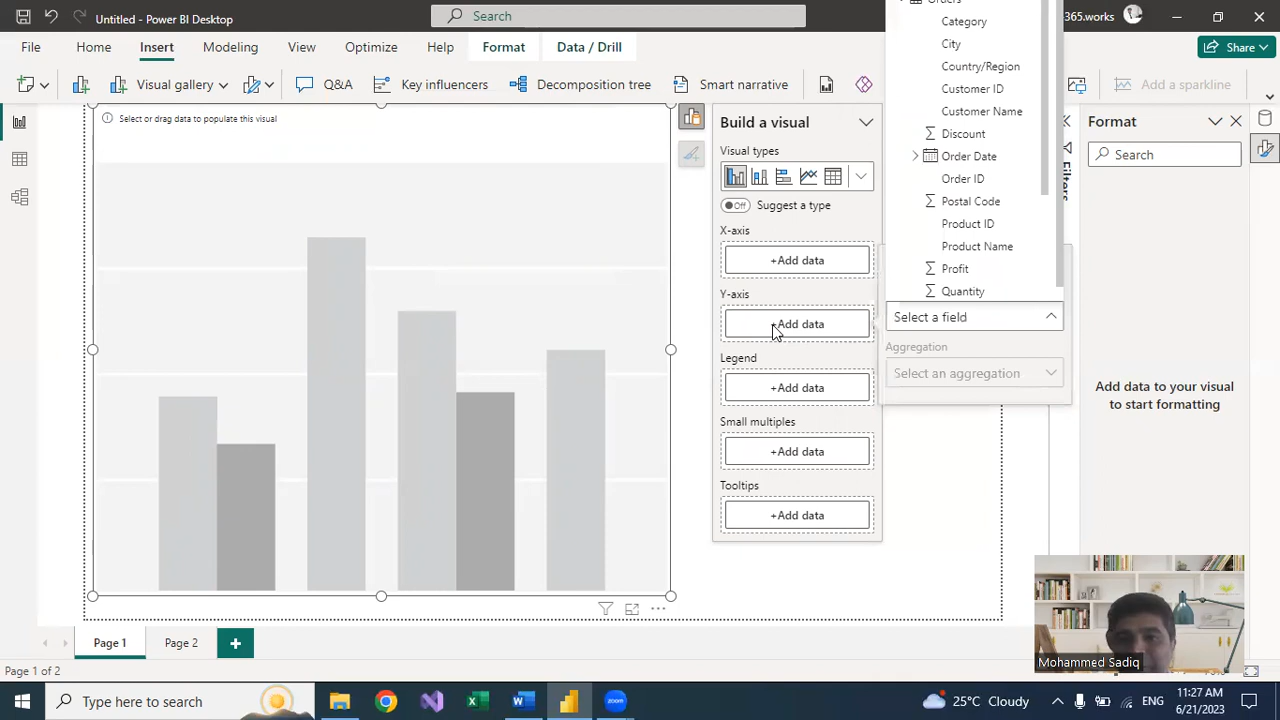 Untitled - Power BI Desktop
Search
365.works
File
Home
Insert
Modeling
View
Optimize
Help
Format
Data / Drill
Share
Visual gallery
Q&A
Key influencers
Decomposition tree
Smart narrative
Add a sparkline
Select or drag data to populate this visual
Build a visual
Visual types
Suggest a type
Off
X-axis
+Add data
Y-axis
+Add data
Legend
+Add data
Small multiples
+Add data
Tooltips
+Add data
Orders
Category
City
Country/Region
Customer ID
Customer Name
Discount
Order Date
Order ID
Postal Code
Product ID
Product Name
Profit
Quantity
Select a field
Aggregation
Select an aggregation
Filters
Format
Search
Add data to your visual
to start formatting
Mohammed Sadiq
Page 1
Page 2
Page 1 of 2
Type here to search
25°C Cloudy
ENG
11:27 AM
6/21/2023